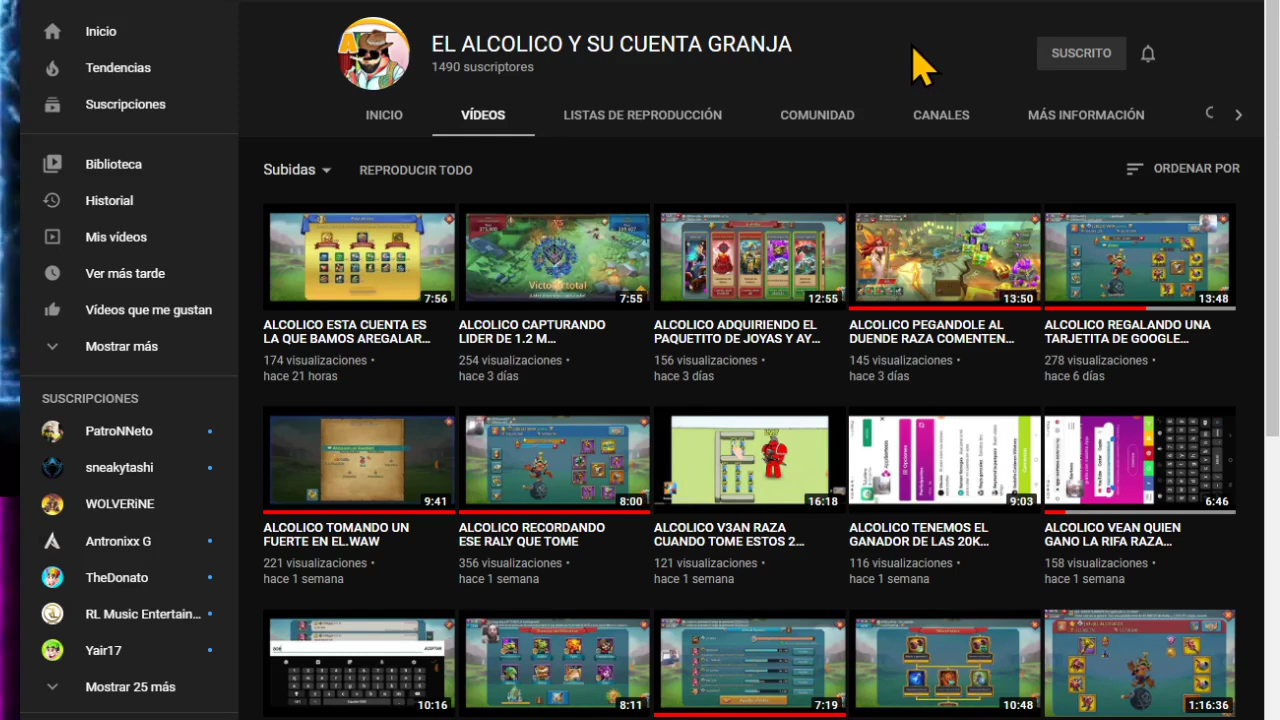 Inicio
Tendencias
Suscripciones
Biblioteca
Historial
Mis vídeos
Ver más tarde
Vídeos que me gustan
Mostrar más
SUSCRIPCIONES
PatroNNeto
sneakytashi
WOLVERiNE
Antronixx G
TheDonato
RL Music Entertain...
Yair17
Mostrar 25 más
EL ALCOLICO Y SU CUENTA GRANJA
1490 suscriptores
SUSCRITO
INICIO VÍDEOS LISTAS DE REPRODUCCIÓN COMUNIDAD CANALES MÁS INFORMACIÓN
Subidas REPRODUCIR TODO ORDENAR POR
7:56 7:55 12:55 13:50 13:48
ALCOLICO ESTA CUENTA ES
LA QUE BAMOS AREGALAR...
174 visualizaciones •
hace 21 horas
ALCOLICO CAPTURANDO
LIDER DE 1.2 M...
254 visualizaciones •
hace 3 días
ALCOLICO ADQUIRIENDO EL
PAQUETITO DE JOYAS Y AY...
156 visualizaciones •
hace 3 días
ALCOLICO PEGANDOLE AL
DUENDE RAZA COMENTEN...
145 visualizaciones •
hace 3 días
ALCOLICO REGALANDO UNA
TARJETITA DE GOOGLE...
278 visualizaciones •
hace 6 días
9:41 8:00 16:18 9:03 6:46
ALCOLICO TOMANDO UN
FUERTE EN EL.WAW
221 visualizaciones •
hace 1 semana
ALCOLICO RECORDANDO
ESE RALY QUE TOME
356 visualizaciones •
hace 1 semana
ALCOLICO V3AN RAZA
CUANDO TOME ESTOS 2...
121 visualizaciones •
hace 1 semana
ALCOLICO TENEMOS EL
GANADOR DE LAS 20K...
116 visualizaciones •
hace 1 semana
ALCOLICO VEAN QUIEN
GANO LA RIFA RAZA...
158 visualizaciones •
hace 1 semana
10:16 8:11 7:19 10:48 1:16:36